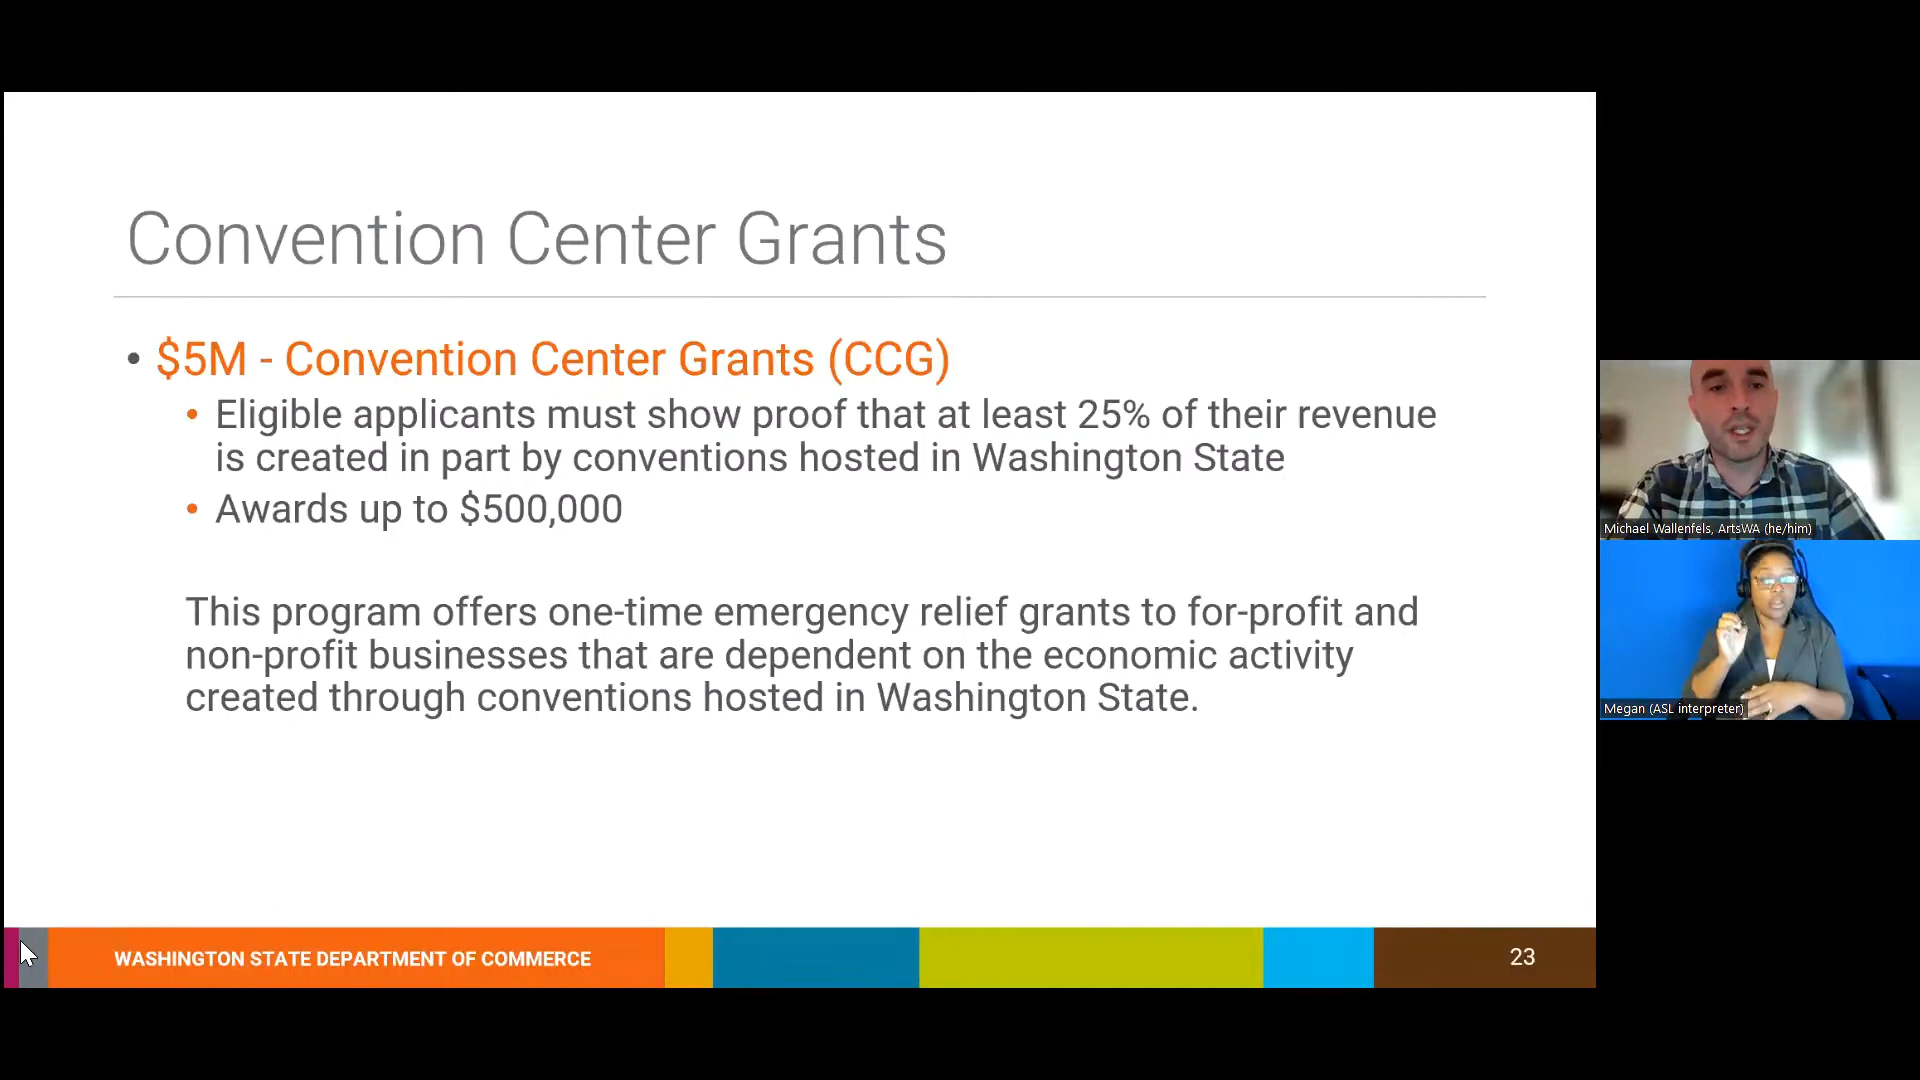 Convention Center Grants
• $5M - Convention Center Grants (CCG)
• Eligible applicants must show proof that at least 25% of their revenue
is created in part by conventions hosted in Washington State
• Awards up to $500,000
This program offers one-time emergency relief grants to for-profit and
non-profit businesses that are dependent on the economic activity
created through conventions hosted in Washington State.
WASHINGTON STATE DEPARTMENT OF COMMERCE
23
Michael Wallenfels, ArtsWA (he/him)
Megan (ASL interpreter)